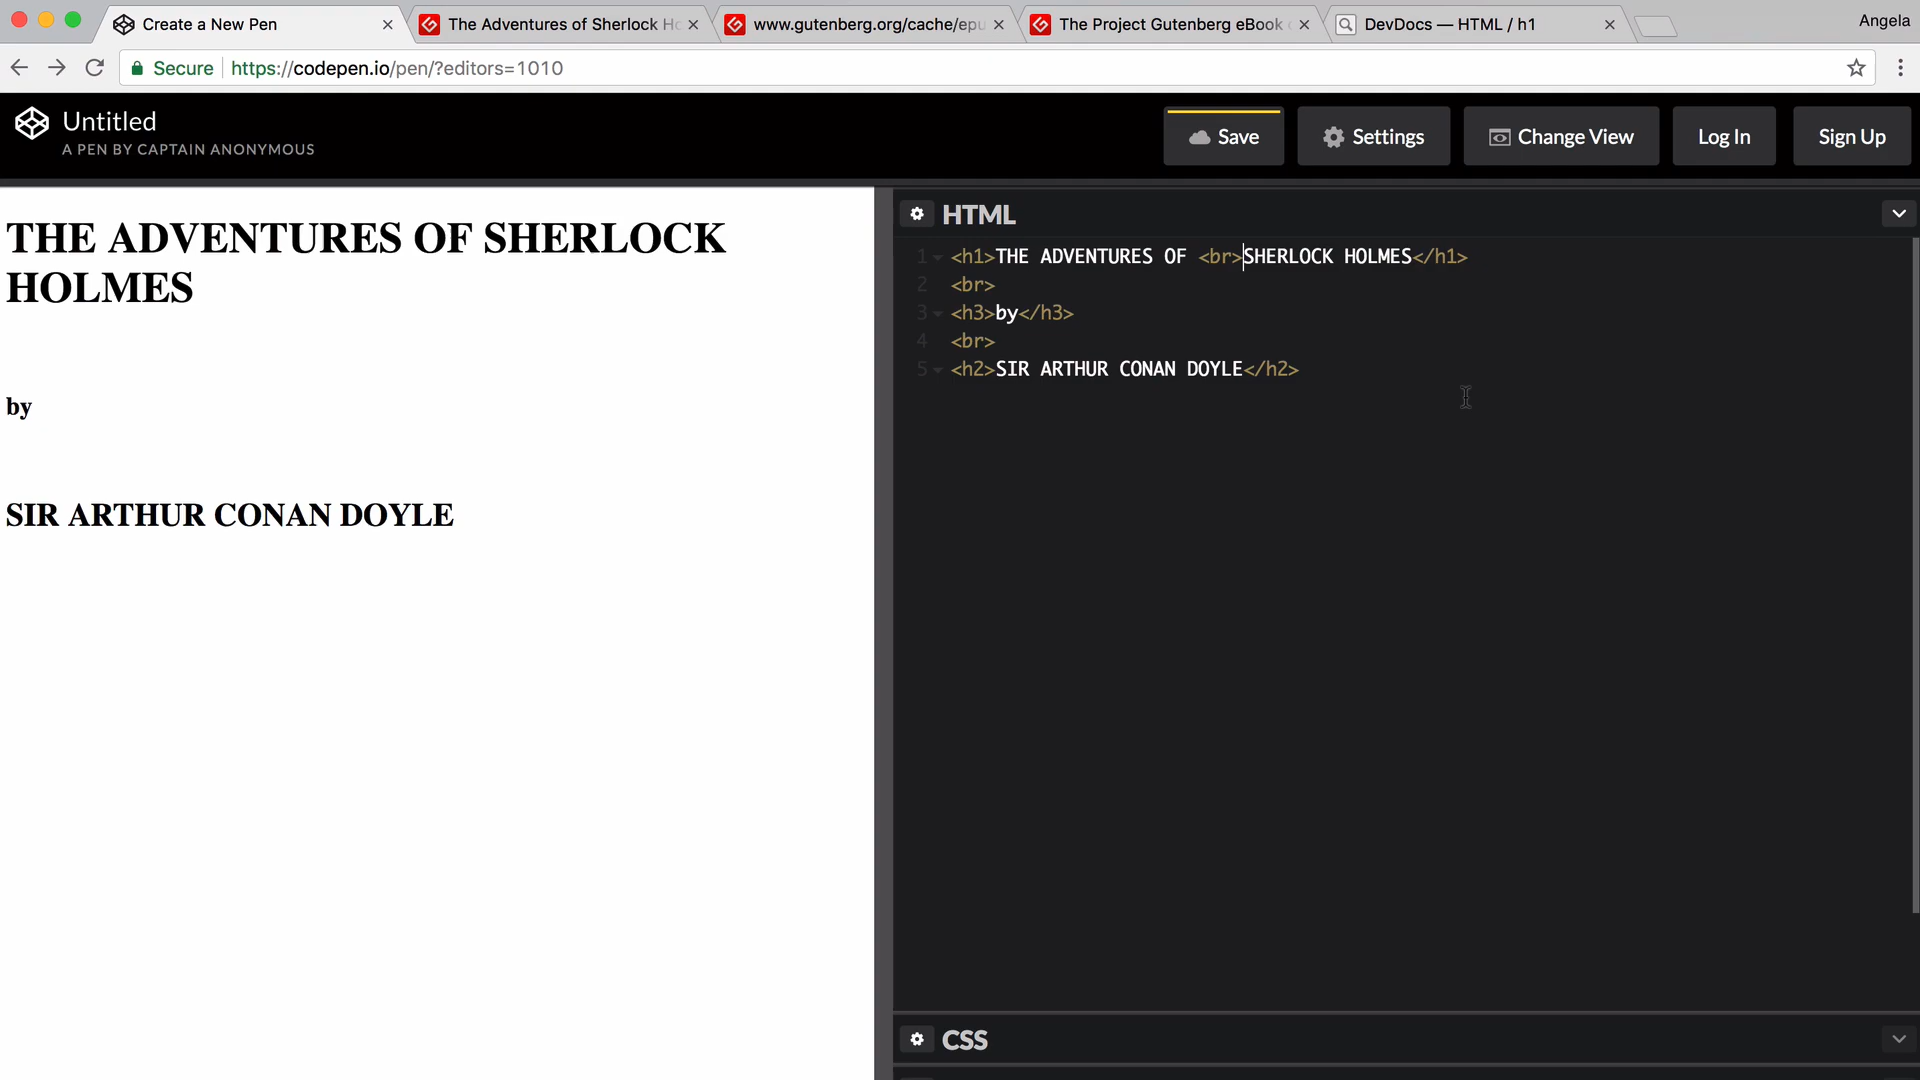 Create a New Pen
The Adventures of Sherlock Ho
www.gutenberg.org/cache/epu
The Project Gutenberg eBook o
DevDocs — HTML / h1
Angela
Secure
https://codepen.io/pen/?editors=1010
Untitled
A PEN BY CAPTAIN ANONYMOUS
Save
Settings
Change View
Log In
Sign Up
THE ADVENTURES OF SHERLOCK
HOLMES
by
SIR ARTHUR CONAN DOYLE
HTML
1 <h1>THE ADVENTURES OF <br>SHERLOCK HOLMES</h1>
2 <br>
3 <h3>by</h3>
4 <br>
5 <h2>SIR ARTHUR CONAN DOYLE</h2>
CSS